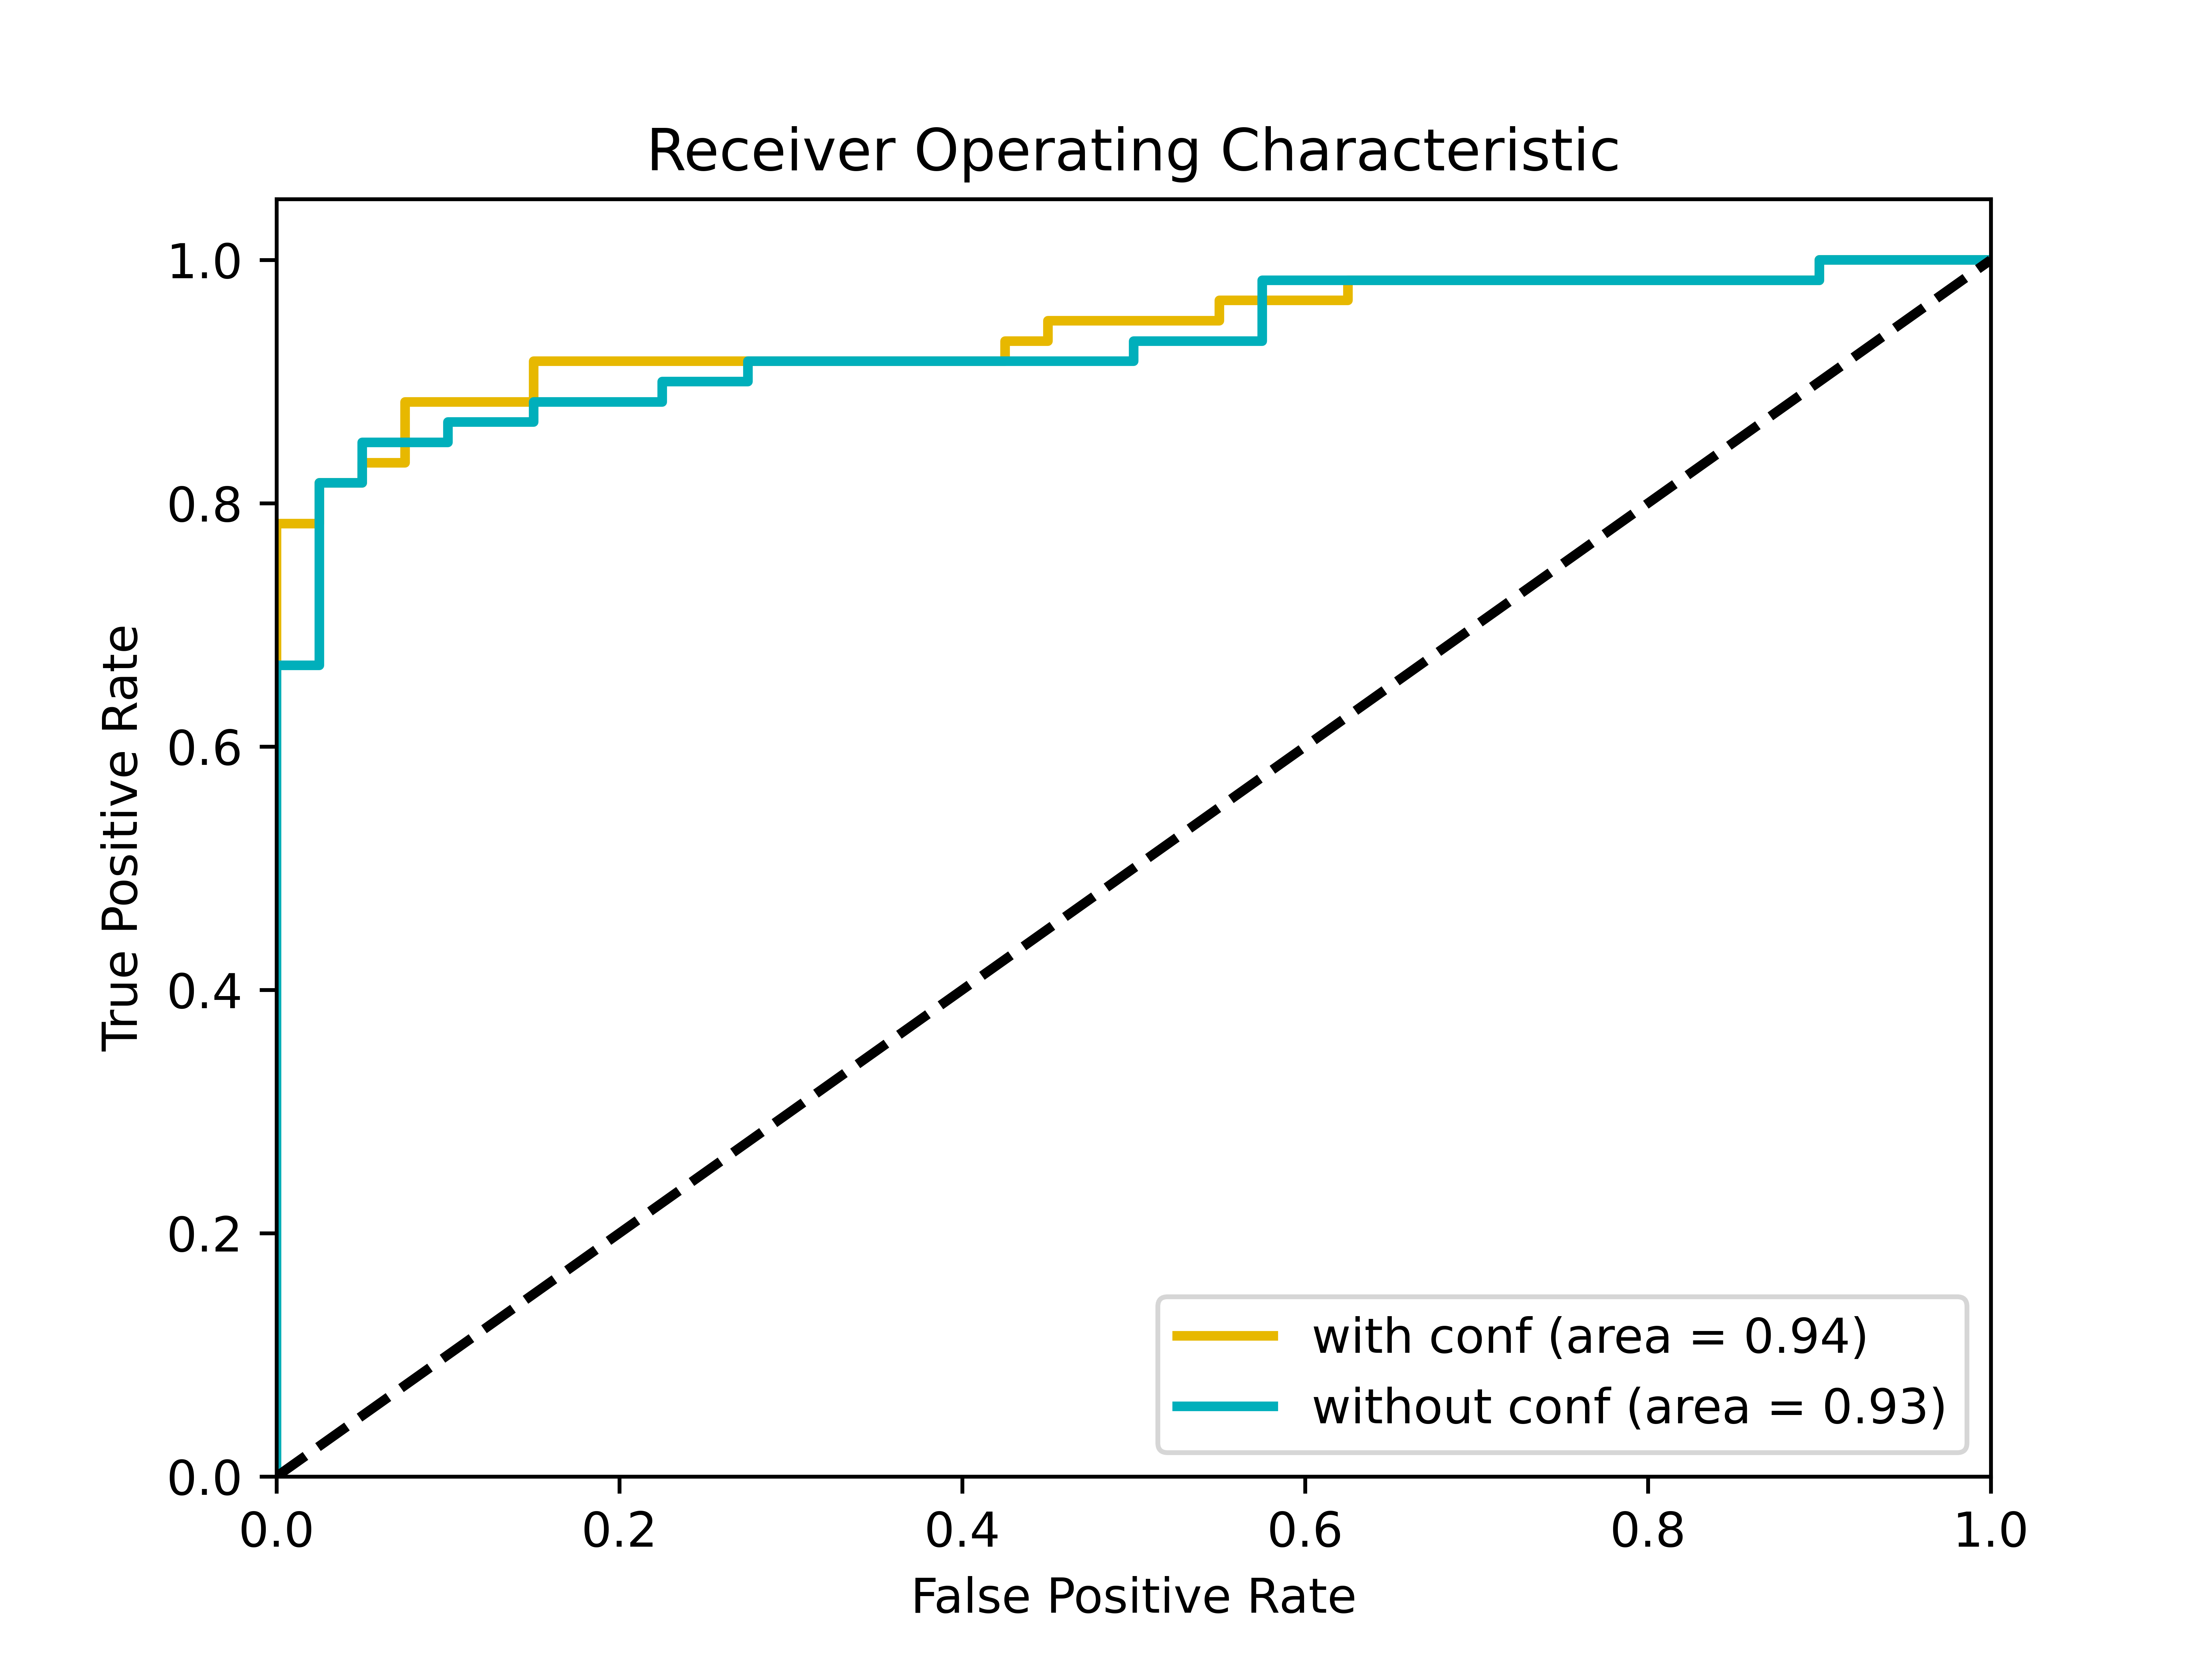 Receiver Operating Characteristic
1.0
0.8
0.6
0.4
0.2
0.0
True Positive Rate
with conf (area = 0.94)
without conf (area = 0.93)
0.0 0.2 0.4 0.6 0.8 1.0
False Positive Rate